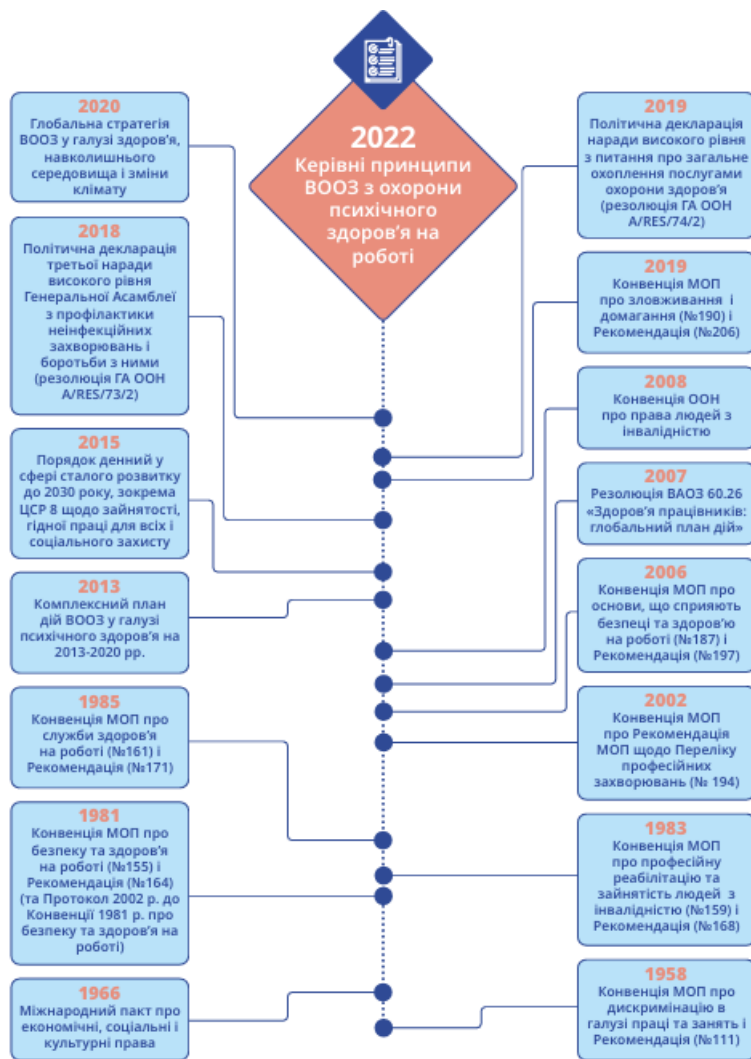 2022
Керівні принципи
ВООЗ з охорони
психічного
здоров'я на
роботі
2020
Глобальна стратегія
ВООЗ у галузі здоров'я,
навколишнього
середовища і зміни
клімату
2018
Політична декларація
третьої наради
високого рівня
Генеральної Асамблеї
з профілактики
неінфекційних
захворювань і
боротьби з ними
(резолюція ГА ООН
A/RES/73/2)
2015
Порядок денний у
сфері сталого розвитку
до 2030 року, зокрема
ЦСР 8 щодо зайнятості,
гідної праці для всіх і
соціального захисту
2013
Комплексний план
дій ВООЗ у галузі
психічного здоров'я на
2013-2020 рр.
1985
Конвенція МОП про
служби здоров'я
на роботі (№161) і
Рекомендація (№171)
1981
Конвенція МОП про
безпеку та здоров'я
на роботі (№155) і
Рекомендація (№164)
(та Протокол 2002 р. до
Конвенції 1981 р. про
безпеку та здоров'я на
роботі)
1966
Міжнародний пакт про
економічні, соціальні і
культурні права
2019
Політична декларація
наради високого рівня
з питання про загальне
охоплення послугами
охорони здоров'я
(резолюція ГА ООН
A/RES/74/2)
2019
Конвенція МОП
про зловживання і
домагання (№190) і
Рекомендація (№206)
2008
Конвенція ООН
про права людей з
інвалідністю
2007
Резолюція ВАОЗ 60.26
«Здоров'я працівників:
глобальний план дій»
2006
Конвенція МОП про
основи, що сприяють
безпеці та здоров'ю
на роботі (№187) і
Рекомендація (№197)
2002
Конвенція МОП
про Рекомендація
МОП щодо Переліку
професійних
захворювань (№ 194)
1983
Конвенція МОП
про професійну
реабілітацію та
зайнятість людей з
інвалідністю (№159) і
Рекомендація (№168)
1958
Конвенція МОП про
дискримінацію в
галузі праці та занять і
Рекомендація (№111)